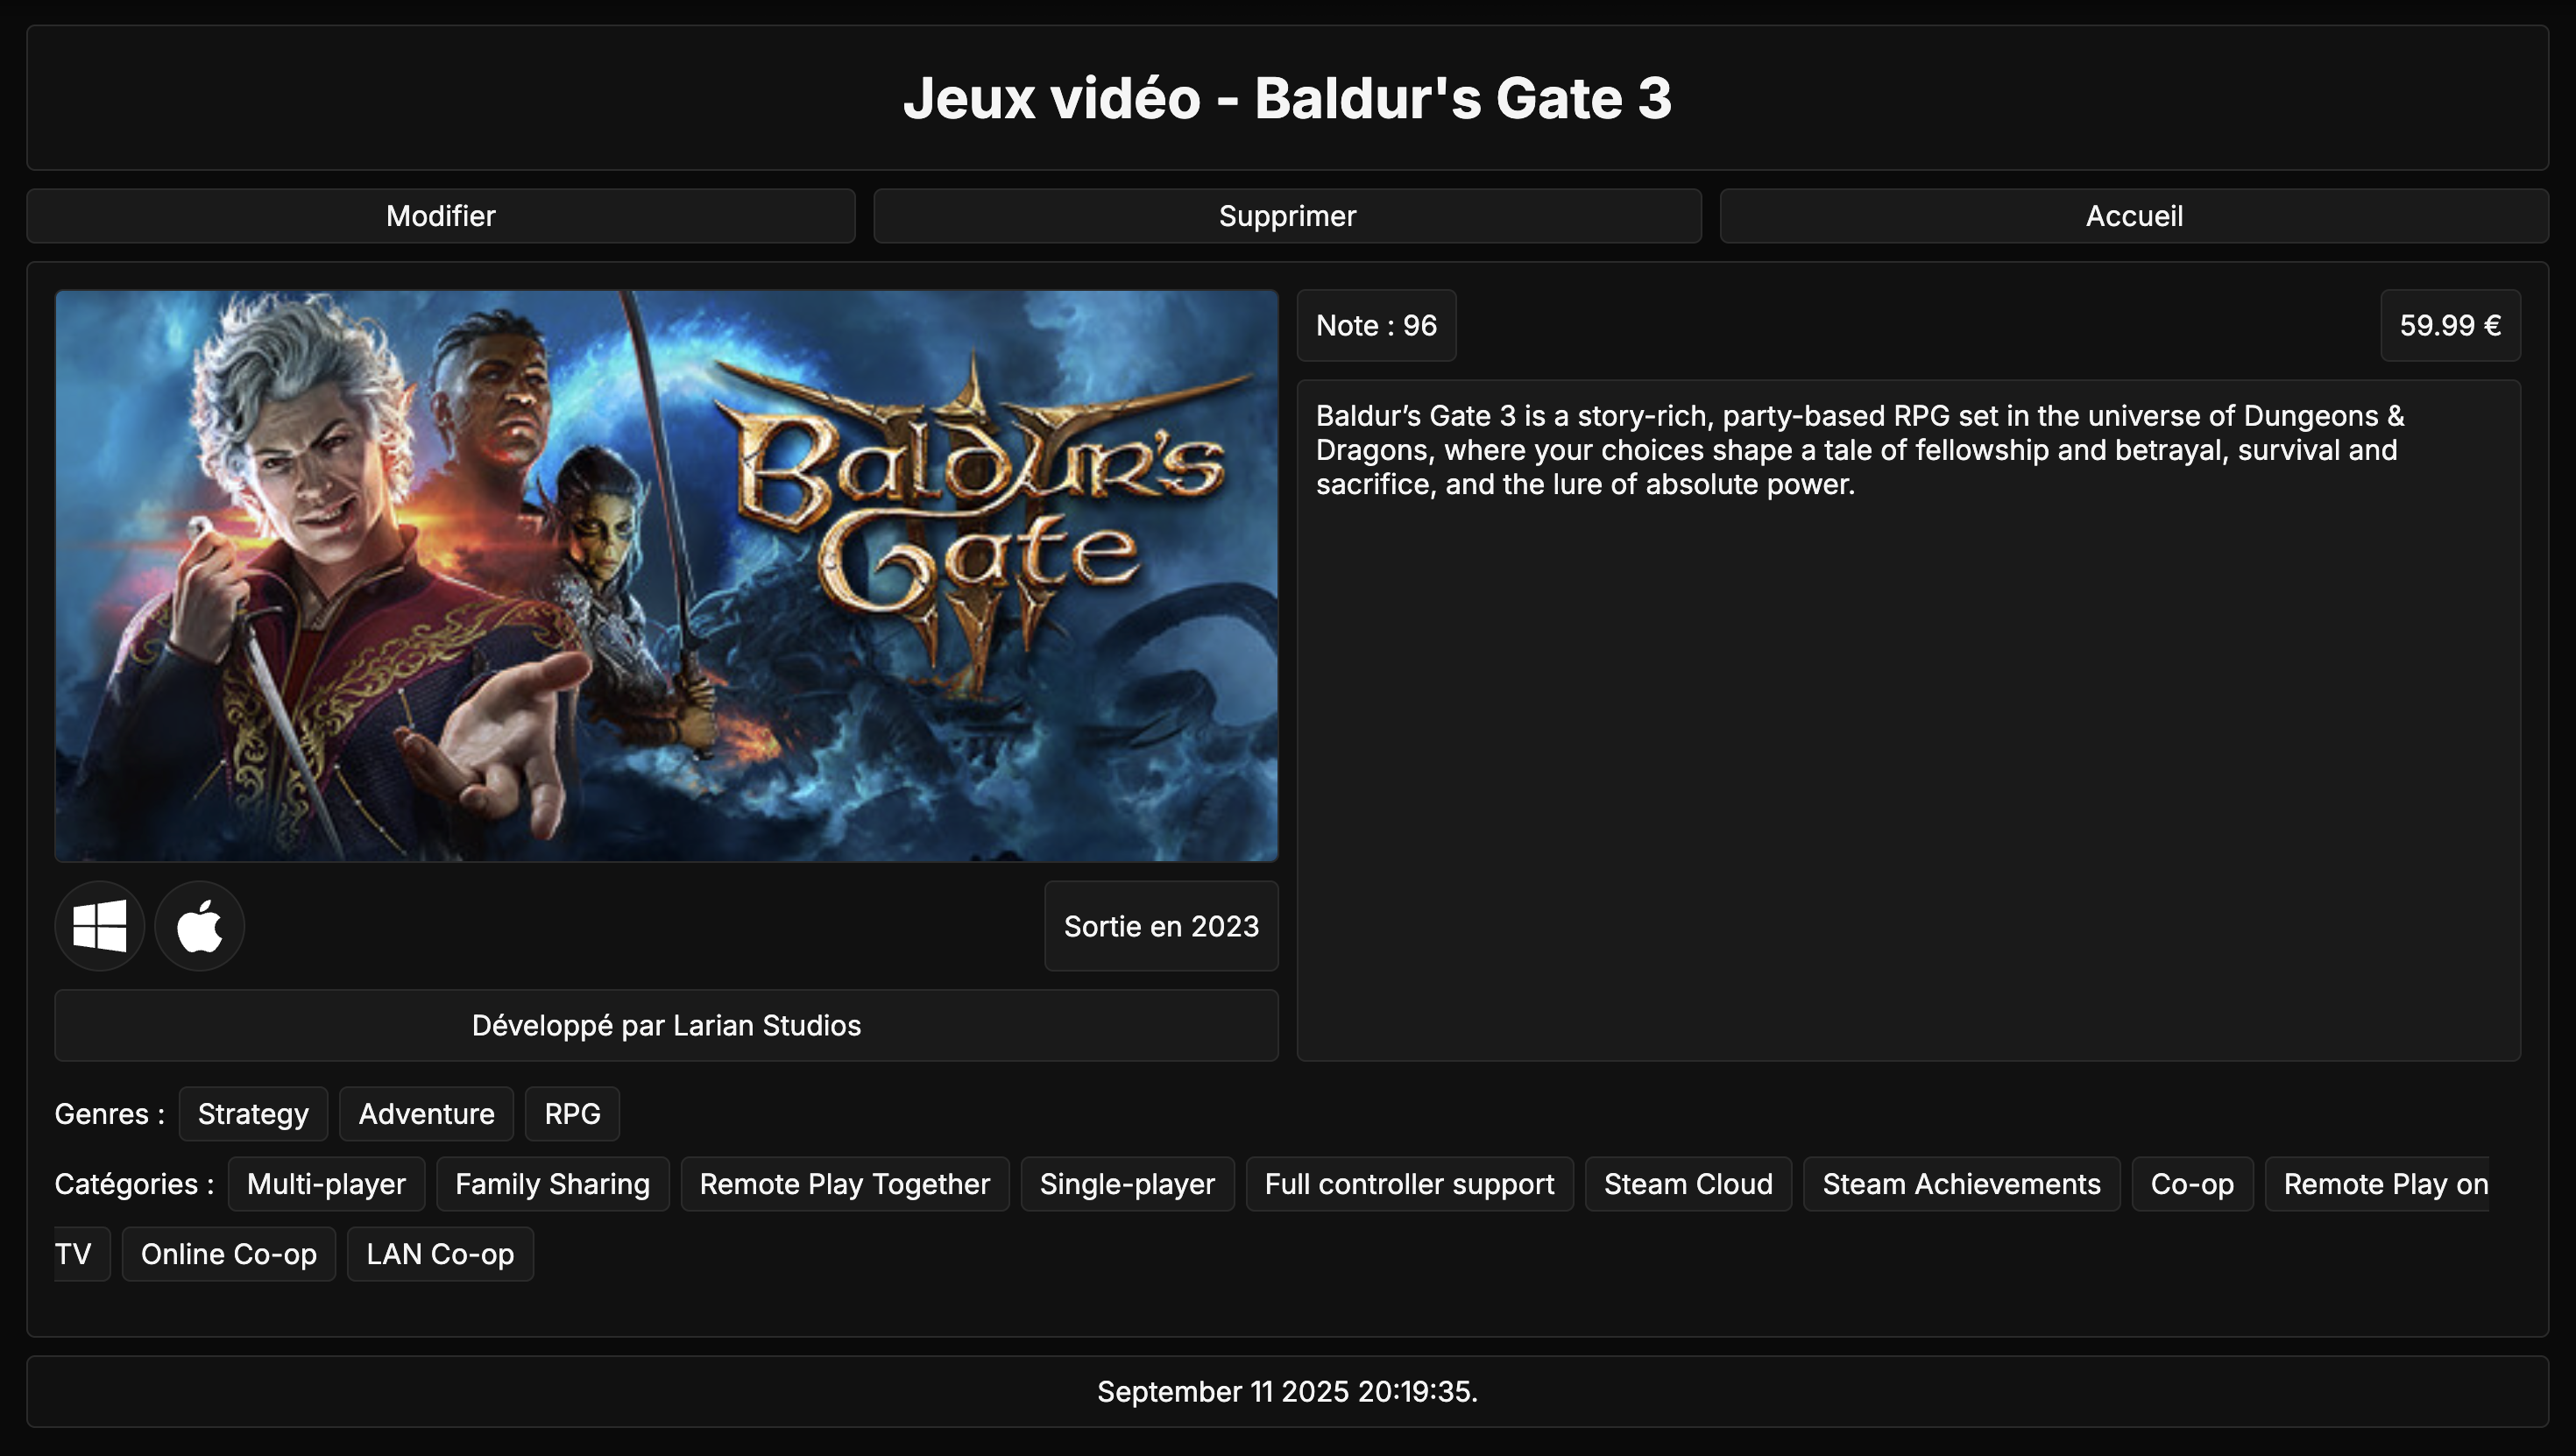 Jeux vidéo - Baldur's Gate 3
Modifier
Supprimer
Accueil
Baldur's
Gate
III
Note : 96
59.99 €
Baldur’s Gate 3 is a story-rich, party-based RPG set in the universe of Dungeons &
Dragons, where your choices shape a tale of fellowship and betrayal, survival and
sacrifice, and the lure of absolute power.
Sortie en 2023
Développé par Larian Studios
Genres : Strategy Adventure RPG
Catégories : Multi-player Family Sharing Remote Play Together Single-player Full controller support Steam Cloud Steam Achievements Co-op Remote Play on
TV Online Co-op LAN Co-op
September 11 2025 20:19:35.